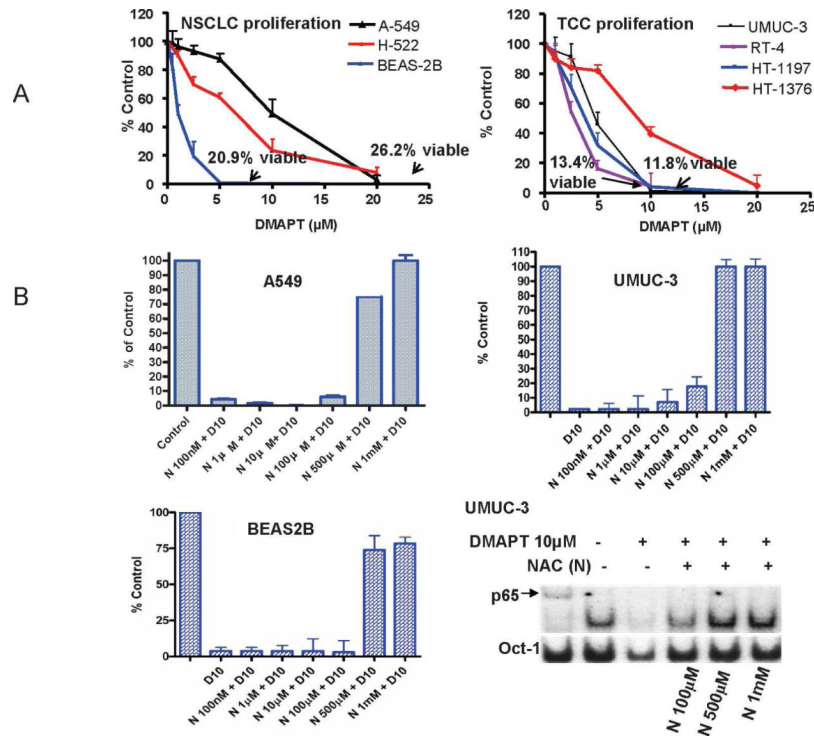 A
NSCLC proliferation
A-549
H-522
BEAS-2B
% Control
120
100
80
60
40
20
0
20.9% viable
26.2% viable
0 5 10 15 20 25
DMAPT (µM)
TCC proliferation
UMUC-3
RT-4
HT-1197
HT-1376
% Control
120
100
80
60
40
20
0
13.4%
viable
11.8% viable
0 5 10 15 20 25
DMAPT (µM)
B
A549
% of Control
100
90
80
70
60
50
40
30
20
10
0
Control
N 100nM + D10
N 1µ M + D10
N 10µ M+ D10
N 100µ M + D10
N 500µ M + D10
N 1mM + D10
UMUC-3
% Control
110
100
90
80
70
60
50
40
30
20
10
0
D10
N 100nM + D10
N 1µM + D10
N 10µM + D10
N 100µM + D10
N 500µM + D10
N 1mM + D10
BEAS2B
% Control
100
75
50
25
0
D10
N 100nM + D10
N 1µM + D10
N 10µM + D10
N 100µM + D10
N 500µM + D10
N 1mM + D10
UMUC-3
DMAPT 10µM - + + + +
NAC (N) - - + + +
p65
Oct-1
N 100µM
N 500µM
N 1mM